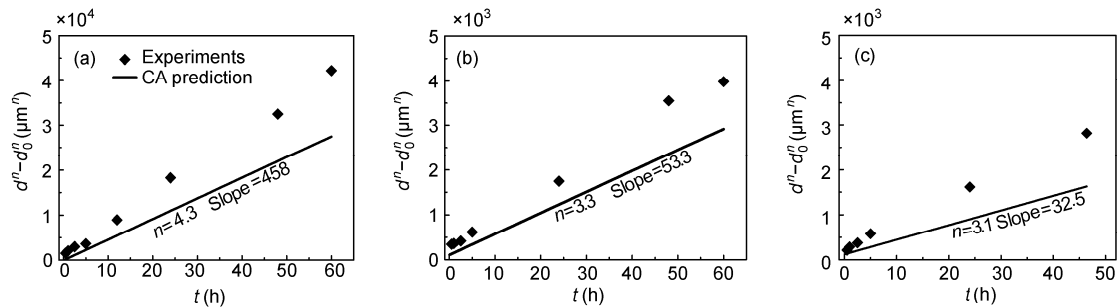 ×10⁴
5
4
3
2
1
0
(a)
Experiments
CA prediction
n=4.3 Slope=458
0 10 20 30 40 50 60
t (h)
dⁿ−d₀ⁿ (μmⁿ)
×10³
5
4
3
2
1
0
(b)
n=3.3 Slope=53.3
0 10 20 30 40 50 60
t (h)
dⁿ−d₀ⁿ (μmⁿ)
×10³
5
4
3
2
1
0
(c)
n=3.1 Slope=32.5
0 10 20 30 40 50
t (h)
dⁿ−d₀ⁿ (μmⁿ)